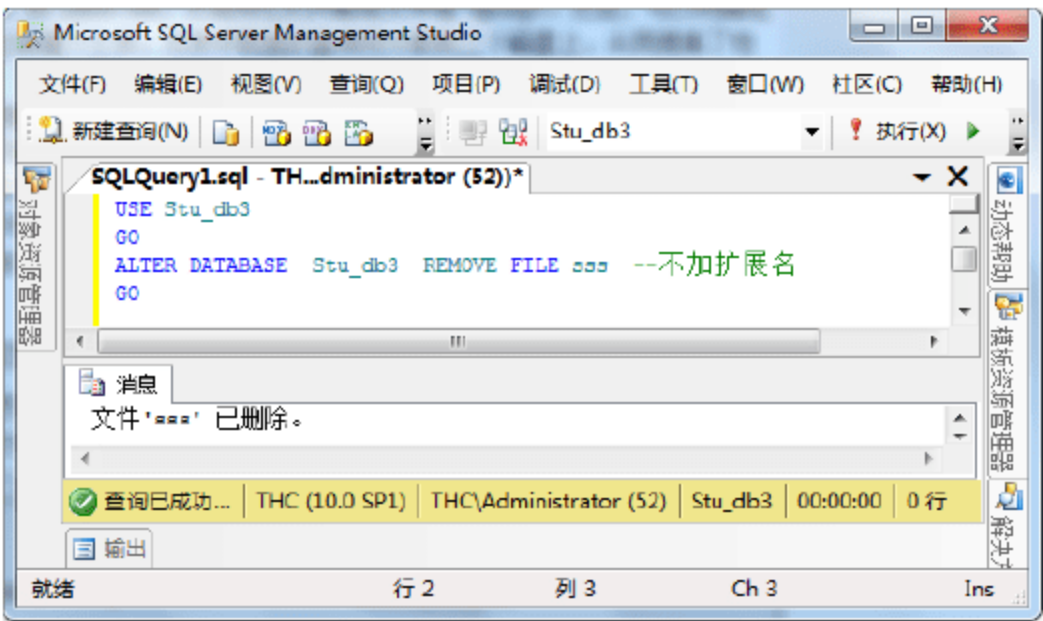 Microsoft SQL Server Management Studio
文件(F) 编辑(E) 视图(V) 查询(Q) 项目(P) 调试(D) 工具(T) 窗口(W) 社区(C) 帮助(H)
新建查询(N) Stu_db3 执行(X)
SQLQuery1.sql - TH...dministrator (52))*
对象资源管理器
USE Stu_db3
GO
ALTER DATABASE Stu_db3 REMOVE FILE sss --不加扩展名
GO
动态帮助
模板资源管理器
消息
文件'sss' 已删除。
查询已成功... THC (10.0 SP1) THC\Administrator (52) Stu_db3 00:00:00 0 行
输出
就绪 行 2 列 3 Ch 3 Ins